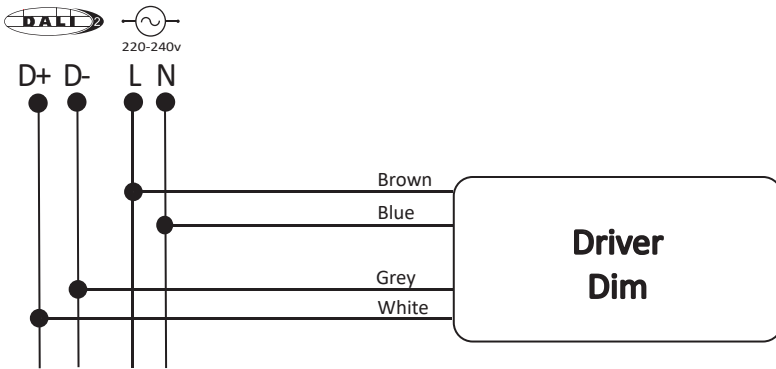 DALI 2
220-240v
D+ D- L N
Brown
Blue
Grey
White
Driver
Dim